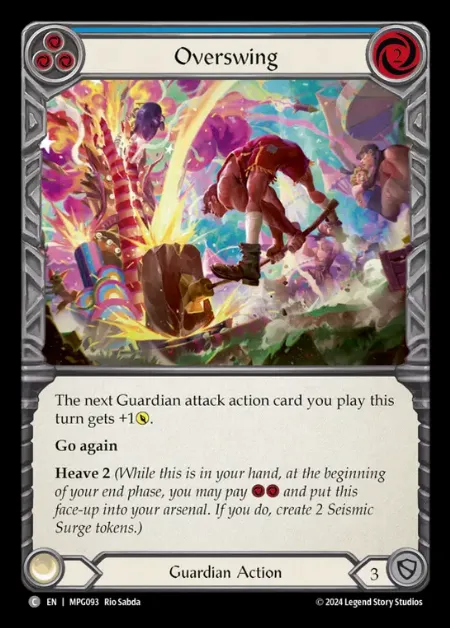 Overswing
2
The next Guardian attack action card you play this
turn gets +1.
Go again
Heave 2 (While this is in your hand, at the beginning
of your end phase, you may pay and put this
face-up into your arsenal. If you do, create 2 Seismic
Surge tokens.)
Guardian Action
3
C EN | MPG093 Rio Sabda
© 2024 Legend Story Studios